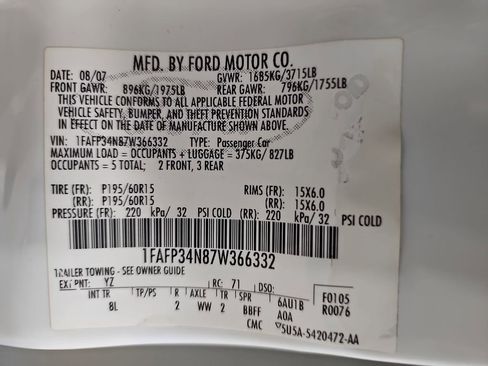 MFD. BY FORD MOTOR CO.
DATE: 08/07 GVWR: 1685KG/3715LB
FRONT GAWR: 896KG/1975LB REAR GAWR: 796KG/1755LB
THIS VEHICLE CONFORMS TO ALL APPLICABLE FEDERAL MOTOR
VEHICLE SAFETY, BUMPER, AND THEFT PREVENTION STANDARDS
IN EFFECT ON THE DATE OF MANUFACTURE SHOWN ABOVE.
VIN: 1FAFP34N87W366332 TYPE: Passenger Car
MAXIMUM LOAD = OCCUPANTS + LUGGAGE = 375KG/ 827LB
OCCUPANTS = 5 TOTAL; 2 FRONT, 3 REAR
TIRE (FR): P195/60R15 RIMS (FR): 15X6.0
(RR): P195/60R15 (RR): 15X6.0
PRESSURE (FR): 220 kPa/ 32 PSI COLD (RR): 220 kPa/ 32 PSI COLD
1FAFP34N87W366332
TRAILER TOWING - SEE OWNER GUIDE
EXT PNT: YZ RC: 71 DSO: F0105
INT TR TP/PS R AXLE TR SPR 6AU1B R0076
8L 2 WW 2 BBFF A0A
CMC 5U5A-5420472-AA